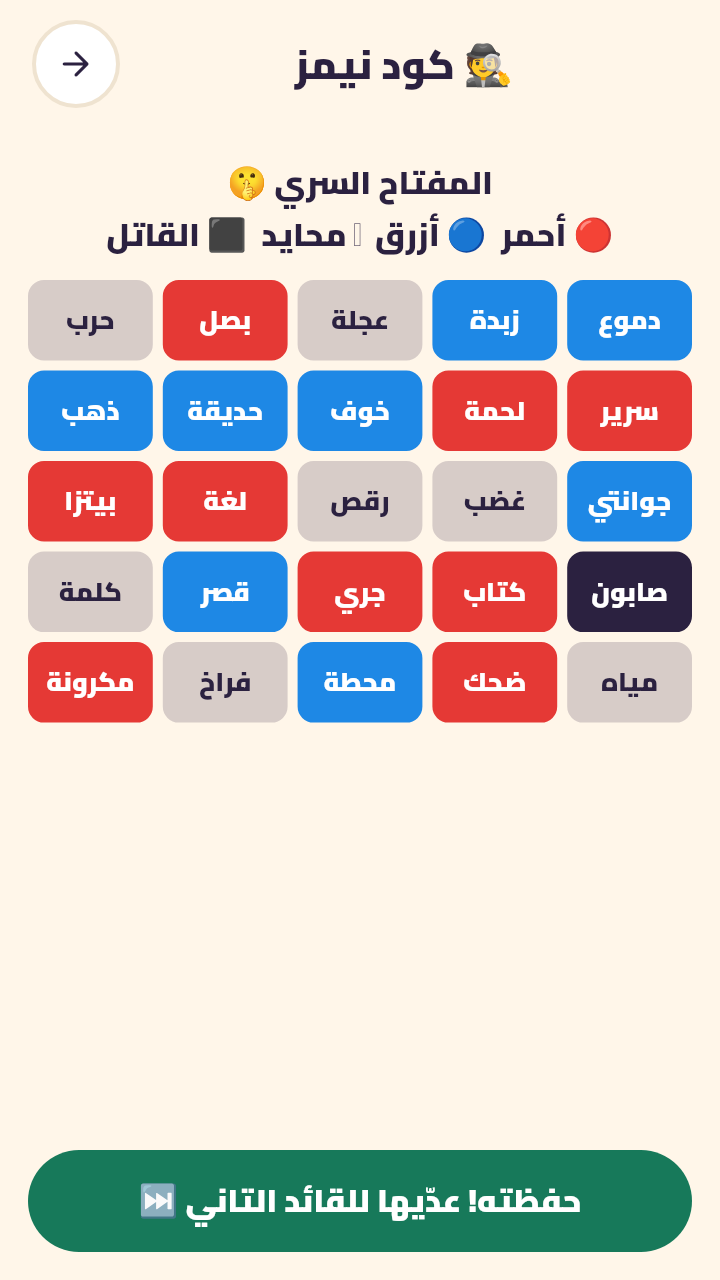 🕵️ كود نيمز
المفتاح السري 🤫
🔴 أحمر 🔵 أزرق ▯ محايد ⬛ القاتل
دموع زبدة عجلة بصل حرب
سرير لحمة خوف حديقة ذهب
جوانتي غضب رقص لغة بيتزا
صابون كتاب جري قصر كلمة
مياه ضحك محطة فراخ مكرونة
حفظته! عدّيها للقائد التاني ⏭️